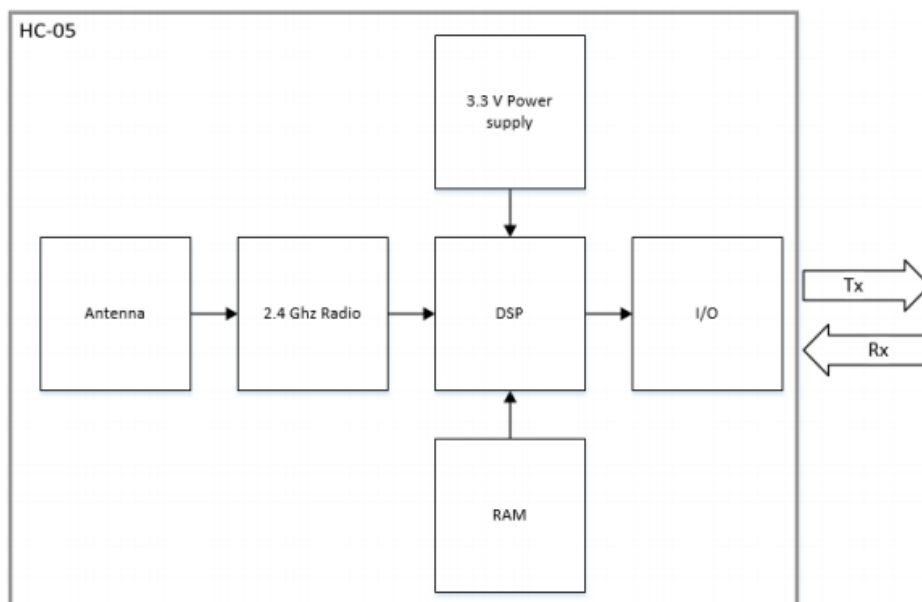 HC-05
3.3 V Power
supply
Antenna
2.4 Ghz Radio
DSP
I/O
Tx
Rx
RAM